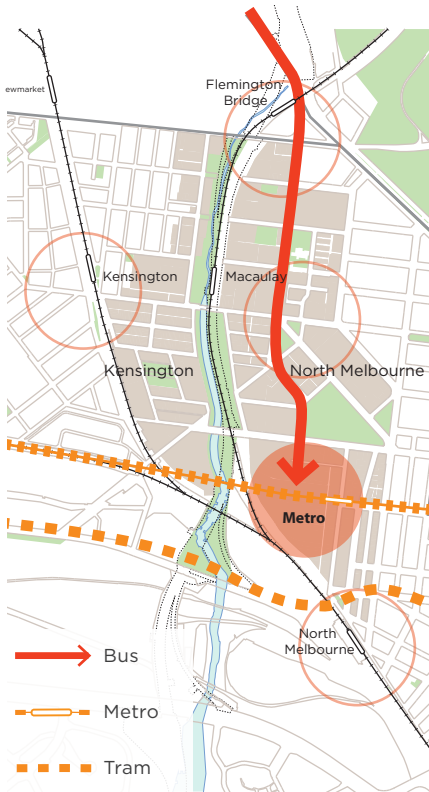 ewmarket
Flemington
Bridge
Kensington
Macaulay
Kensington
North Melbourne
Metro
North
Melbourne
Bus
Metro
Tram